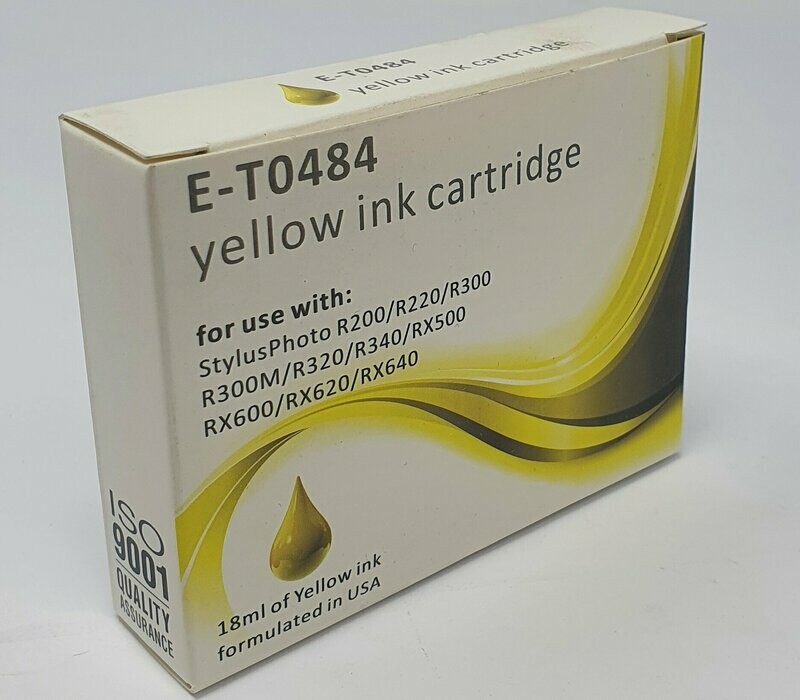 E-T0484
yellow ink cartridge
E-T0484
yellow ink cartridge
for use with:
StylusPhoto R200/R220/R300
R300M/R320/R340/RX500
RX600/RX620/RX640
18ml of Yellow ink
formulated in USA
ISO
9001
QUALITY
ASSURANCE